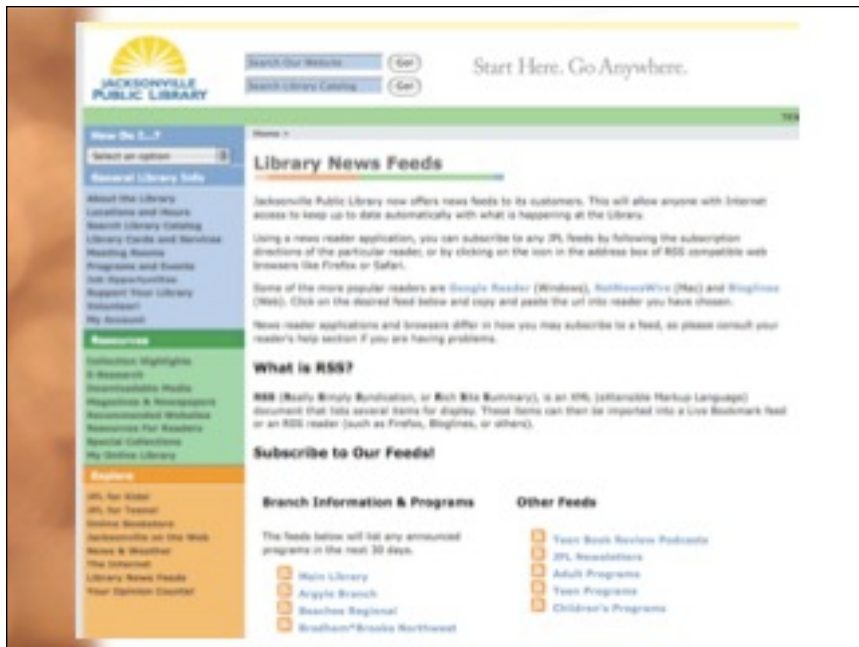 JACKSONVILLE
PUBLIC LIBRARY
Search Our Website Go!
Search Library Catalog Go!
Start Here. Go Anywhere.
How Do I...?
Select an option
General Library Info
About the Library
Locations and Hours
Search Library Catalog
Library Cards and Services
Meeting Rooms
Programs and Events
Job Opportunities
Support Your Library
Volunteer!
My Account
Resources
Collection Highlights
E-Research
Downloadable Media
Magazines & Newspapers
Recommended Websites
Resources For Readers
Special Collections
My Online Library
Explore
JPL for Kids!
JPL for Teens!
Online Bookstore
Jacksonville on the Web
News & Weather
The Internet
Library News Feeds
Your Opinion Counts!
Home >
Library News Feeds
Jacksonville Public Library now offers news feeds to its customers. This will allow anyone with Internet
access to keep up to date automatically with what is happening at the Library.
Using a news reader application, you can subscribe to any JPL feeds by following the subscription
directions of the particular reader, or by clicking on the icon in the address box of RSS compatible web
browsers like Firefox or Safari.
Some of the more popular readers are Google Reader (Windows), NetNewsWire (Mac) and Bloglines
(Web). Click on the desired feed below and copy and paste the url into reader you have chosen.
News reader applications and browsers differ in how you may subscribe to a feed, so please consult your
reader's help section if you are having problems.
What is RSS?
RSS (Really Simply Syndication, or Rich Site Summary), is an XML (eXtensible Markup Language)
document that lists several items for display. These items can then be imported into a Live Bookmark feed
or an RSS reader (such as Firefox, Bloglines, or others).
Subscribe to Our Feeds!
Branch Information & Programs
The feeds below will list any announced
programs in the next 30 days.
Main Library
Argyle Branch
Beaches Regional
Bradham*Brooks Northwest
Other Feeds
Teen Book Review Podcasts
JPL Newsletters
Adult Programs
Teen Programs
Children's Programs